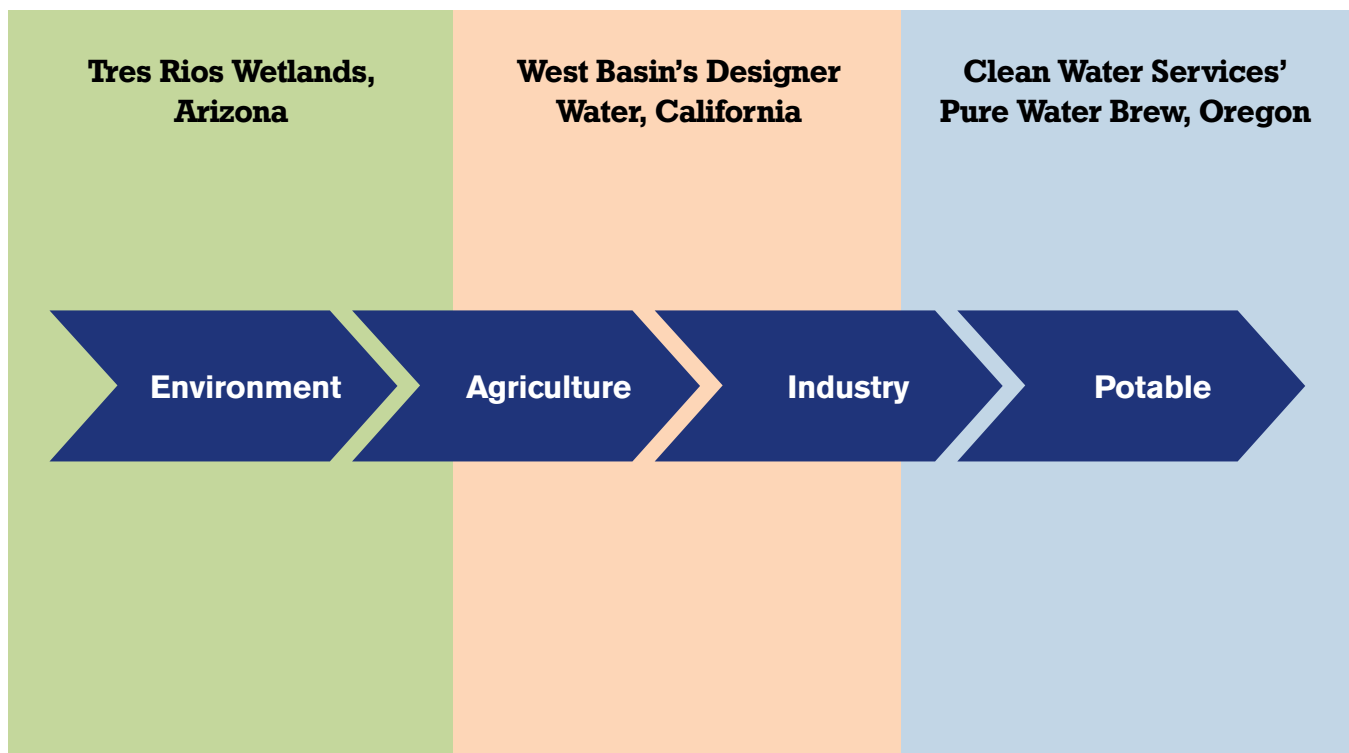 Tres Rios Wetlands,
Arizona
West Basin’s Designer
Water, California
Clean Water Services’
Pure Water Brew, Oregon
Environment
Agriculture
Industry
Potable